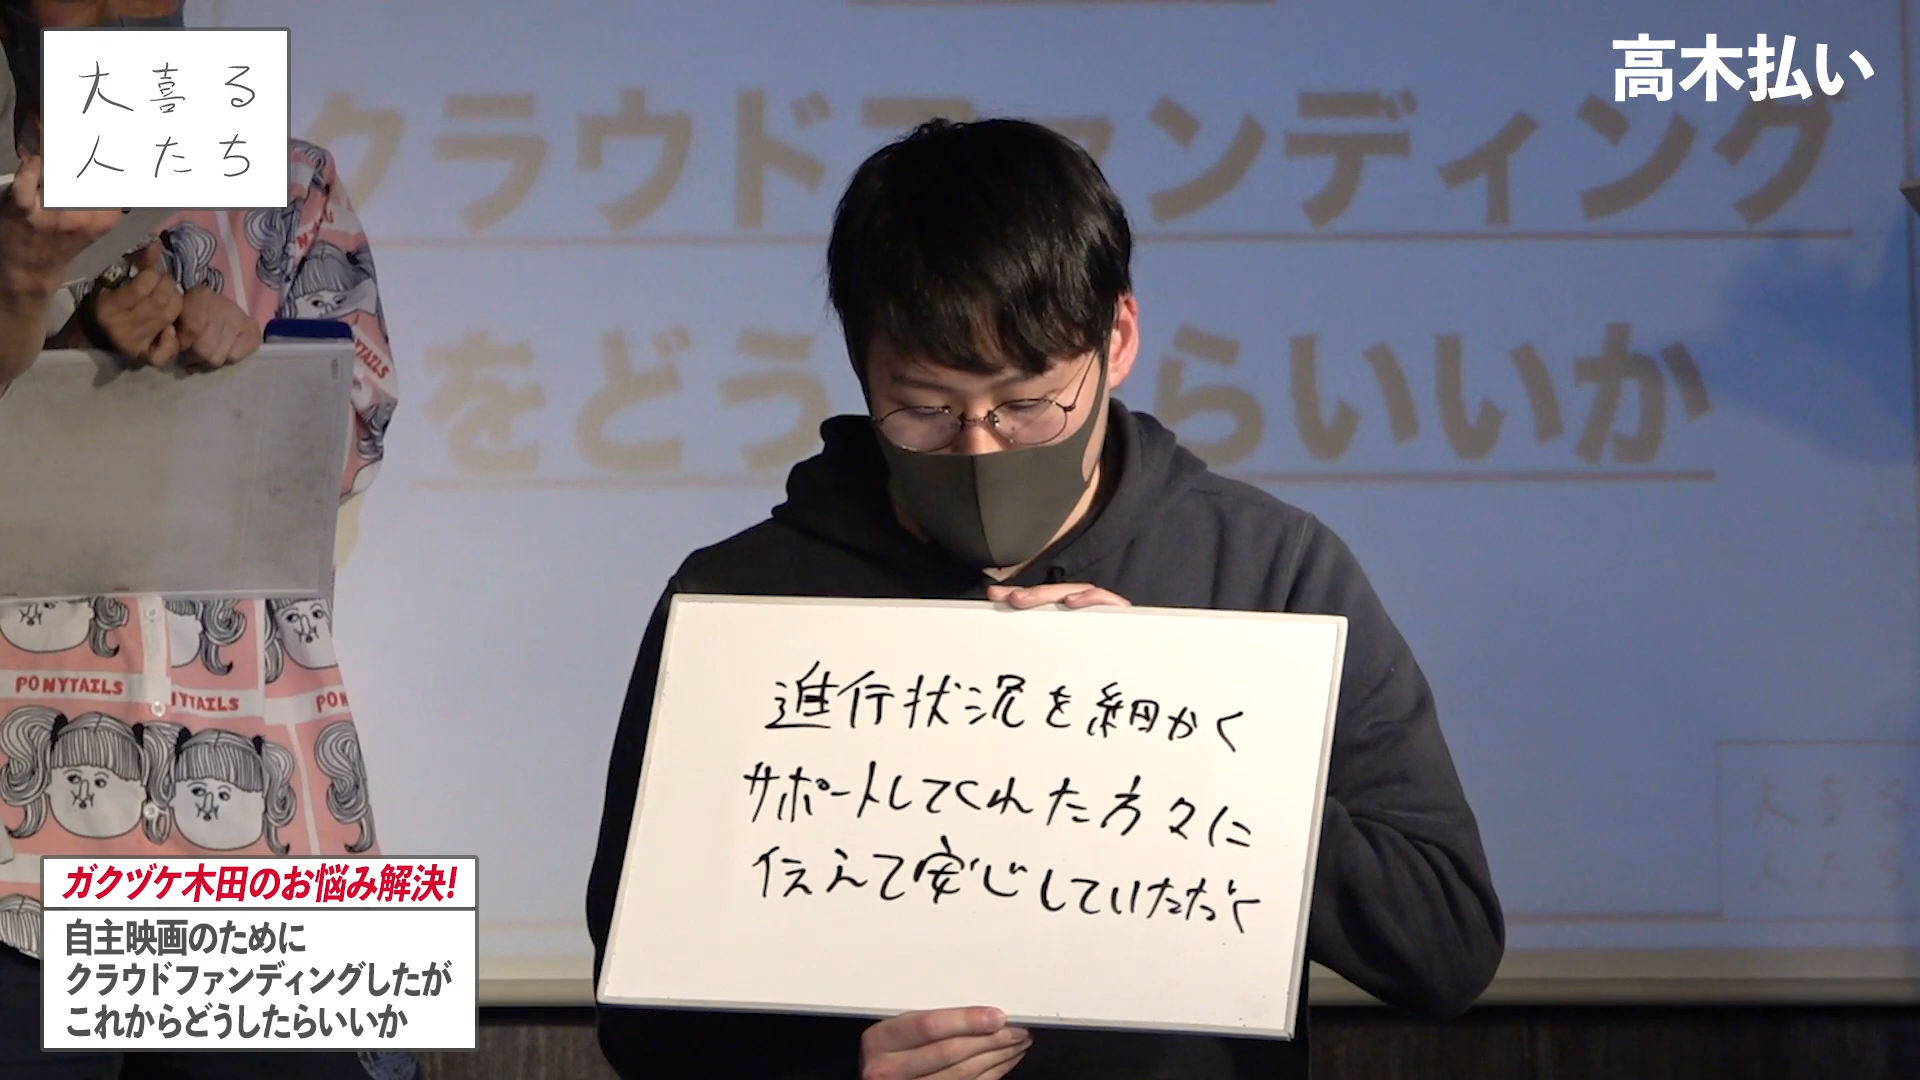 大喜る
人たち
高木払い
クラウドファンディング
をどう らいいか
PONYTAILS
進行状況を細かく
サポートしてくれた方々に
伝えて安心していただく
ガクヅケ木田のお悩み解決!
自主映画のために
クラウドファンディングしたが
これからどうしたらいいか